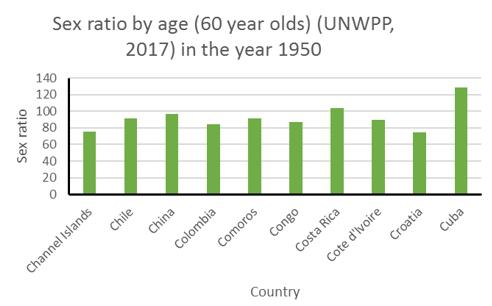 Sex ratio by age (60 year olds) (UNWPP,
2017) in the year 1950
140
120
100
80
60
40
20
0
Sex ratio
Channel Islands
Chile
China
Colombia
Comoros
Congo
Costa Rica
Cote d'Ivoire
Croatia
Cuba
Country